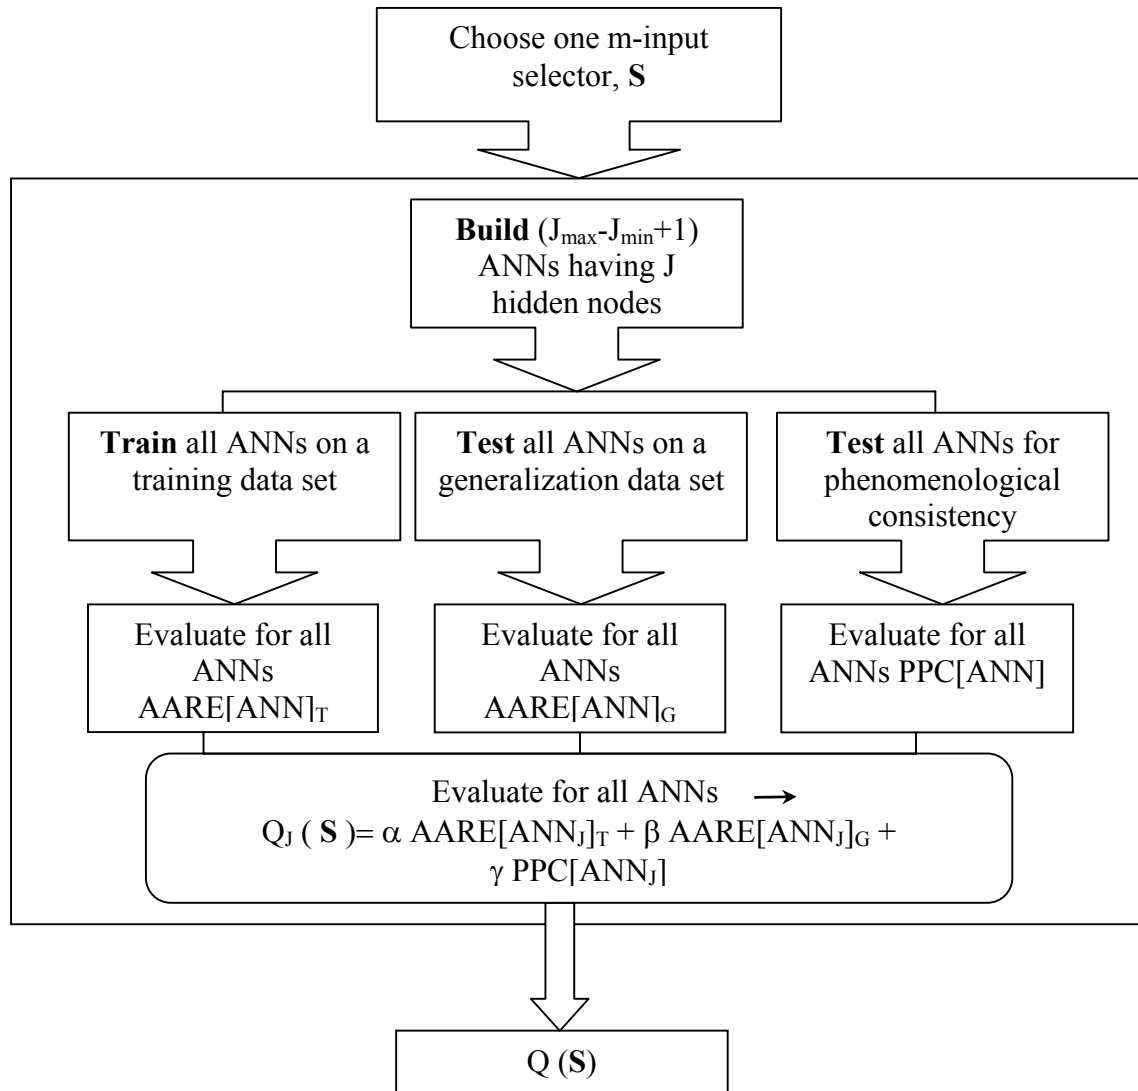 Choose one m-input
selector, S
Build (Jmax-Jmin+1)
ANNs having J
hidden nodes
Train all ANNs on a
training data set
Test all ANNs on a
generalization data set
Test all ANNs for
phenomenological
consistency
Evaluate for all
ANNs
AARE[ANN]T
Evaluate for all
ANNs
AARE[ANN]G
Evaluate for all
ANNs PPC[ANN]
Evaluate for all ANNs →
QJ ( S )= α AARE[ANNJ]T + β AARE[ANNJ]G +
γ PPC[ANNJ]
Q (S)